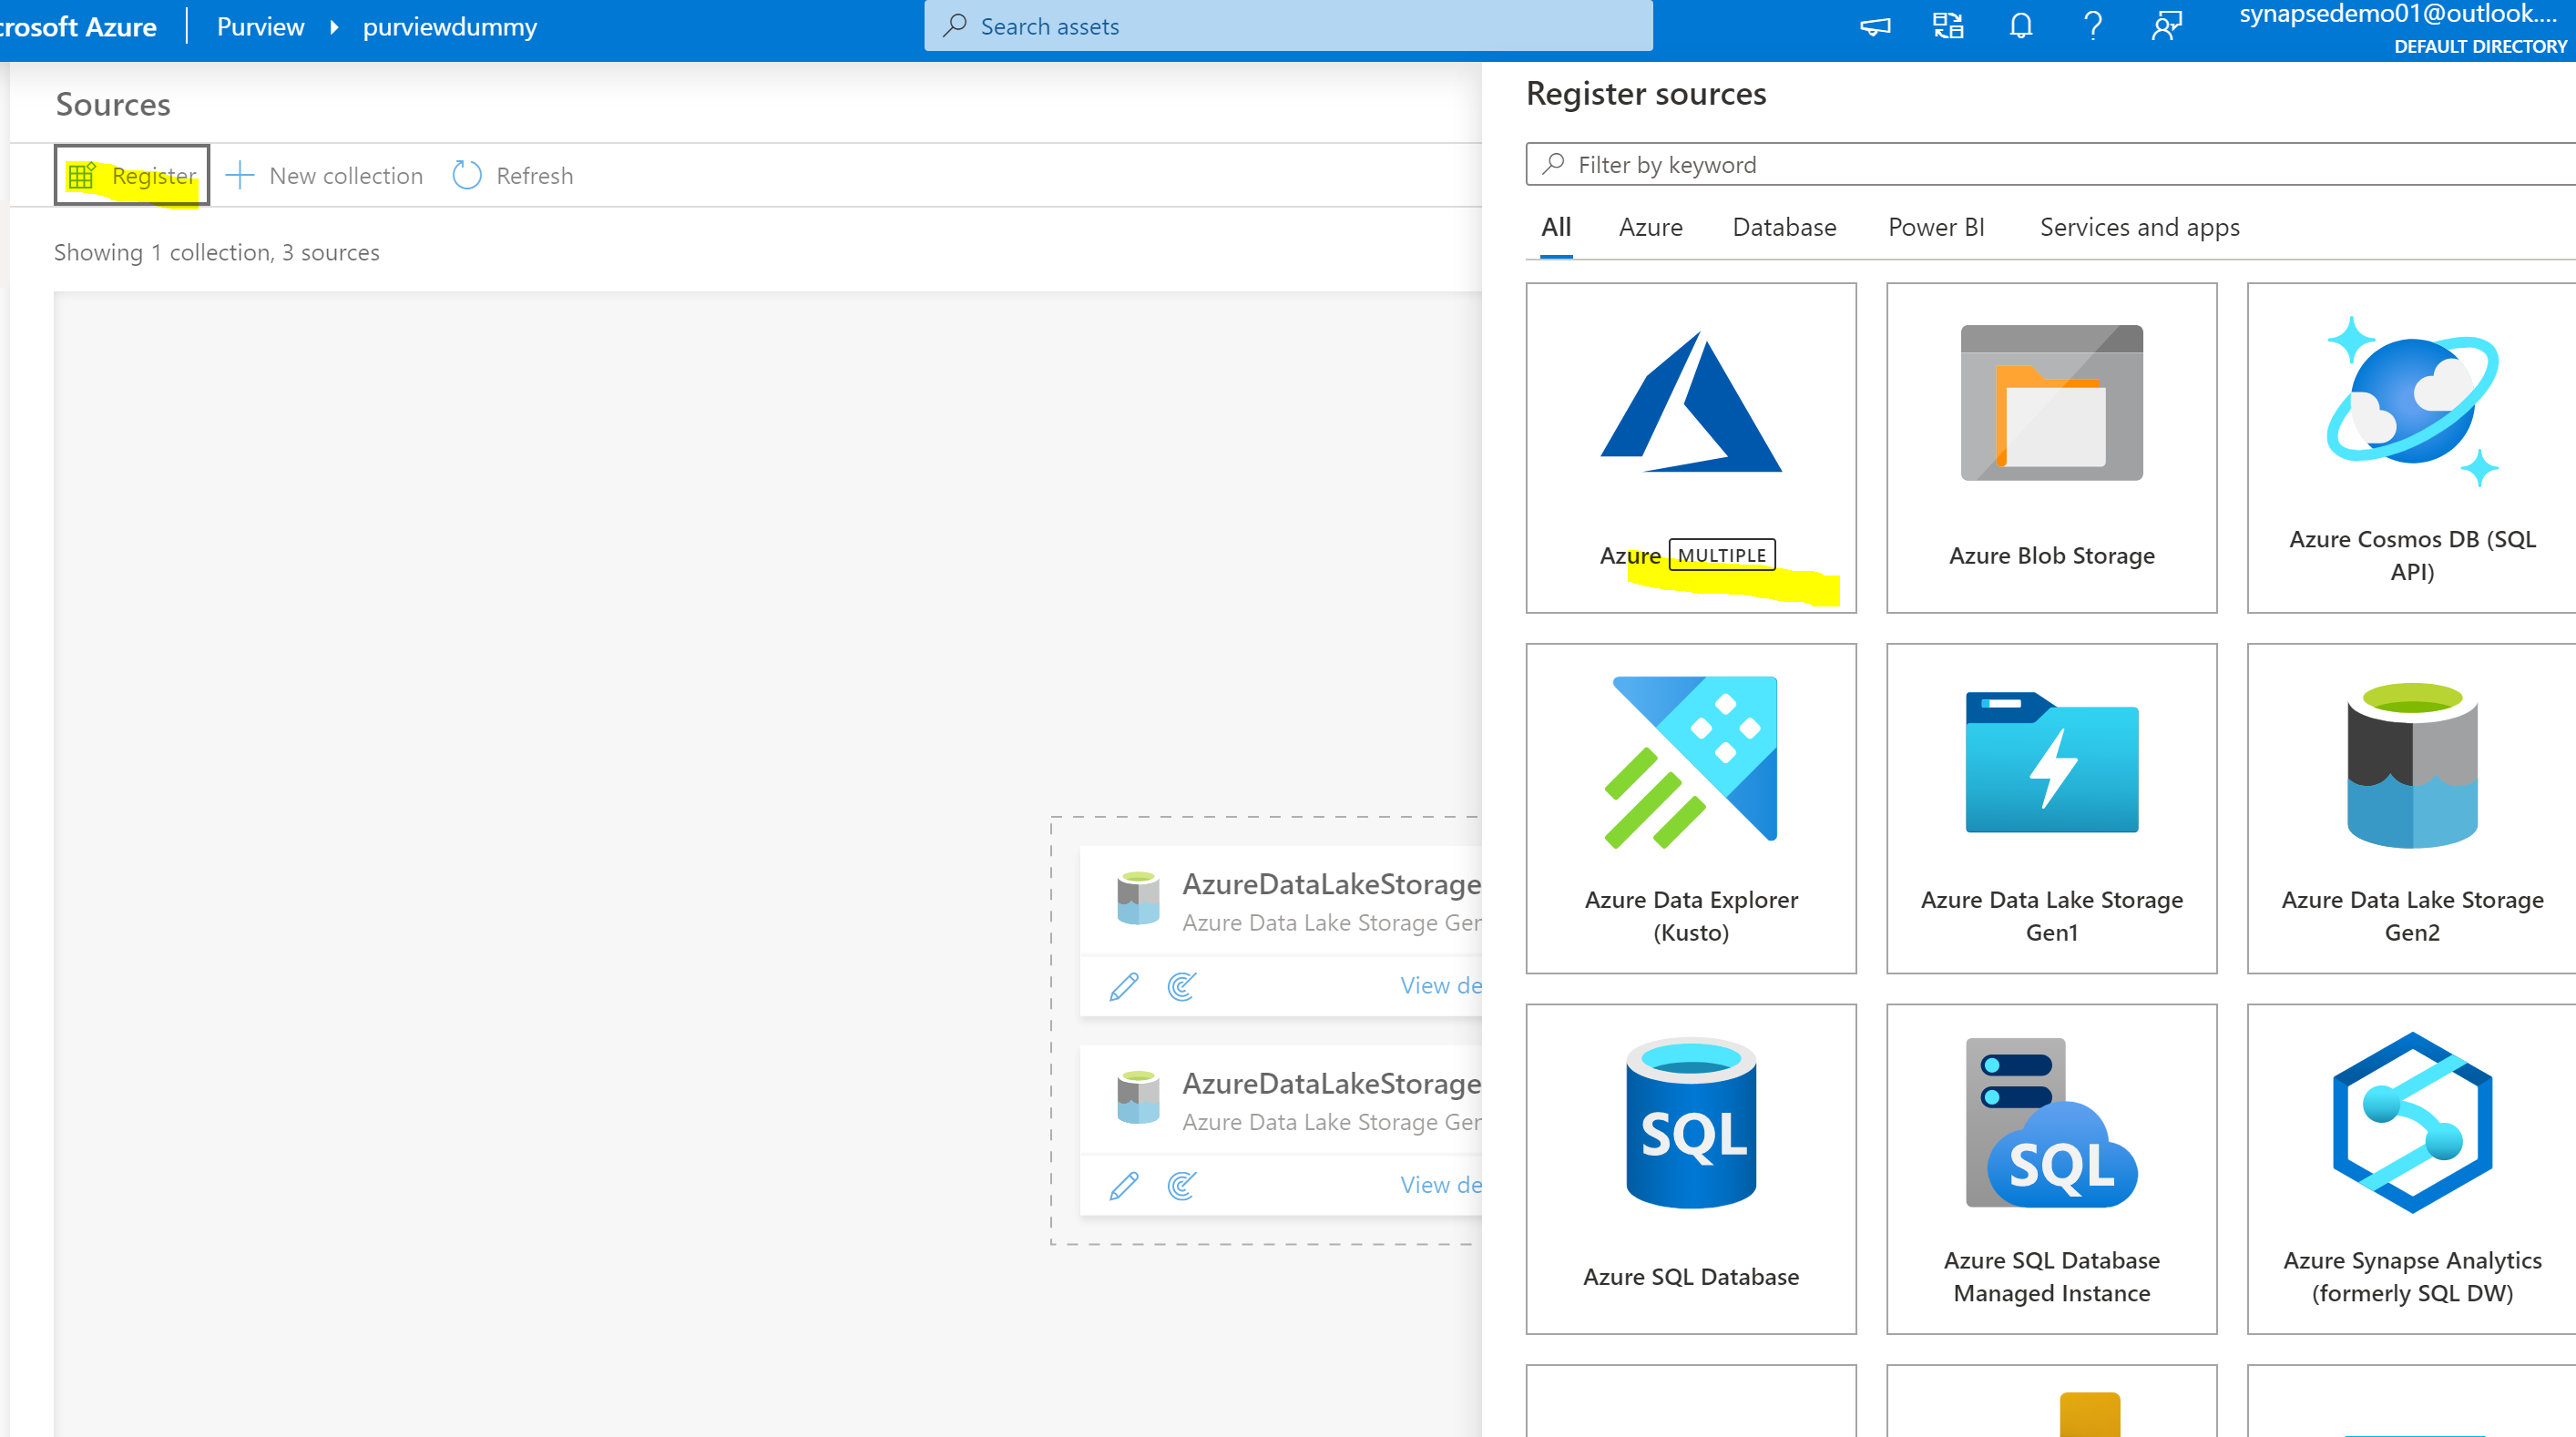 crosoft Azure
Purview
purviewdummy
Search assets
synapsedemo01@outlook....
DEFAULT DIRECTORY
Sources
Register
New collection
Refresh
Showing 1 collection, 3 sources
AzureDataLakeStorage
Azure Data Lake Storage Ger
View de
AzureDataLakeStorage
Azure Data Lake Storage Ger
View de
Register sources
Filter by keyword
All
Azure
Database
Power BI
Services and apps
Azure MULTIPLE
Azure Blob Storage
Azure Cosmos DB (SQL
API)
Azure Data Explorer
(Kusto)
Azure Data Lake Storage
Gen1
Azure Data Lake Storage
Gen2
SQL
Azure SQL Database
SQL
Azure SQL Database
Managed Instance
Azure Synapse Analytics
(formerly SQL DW)